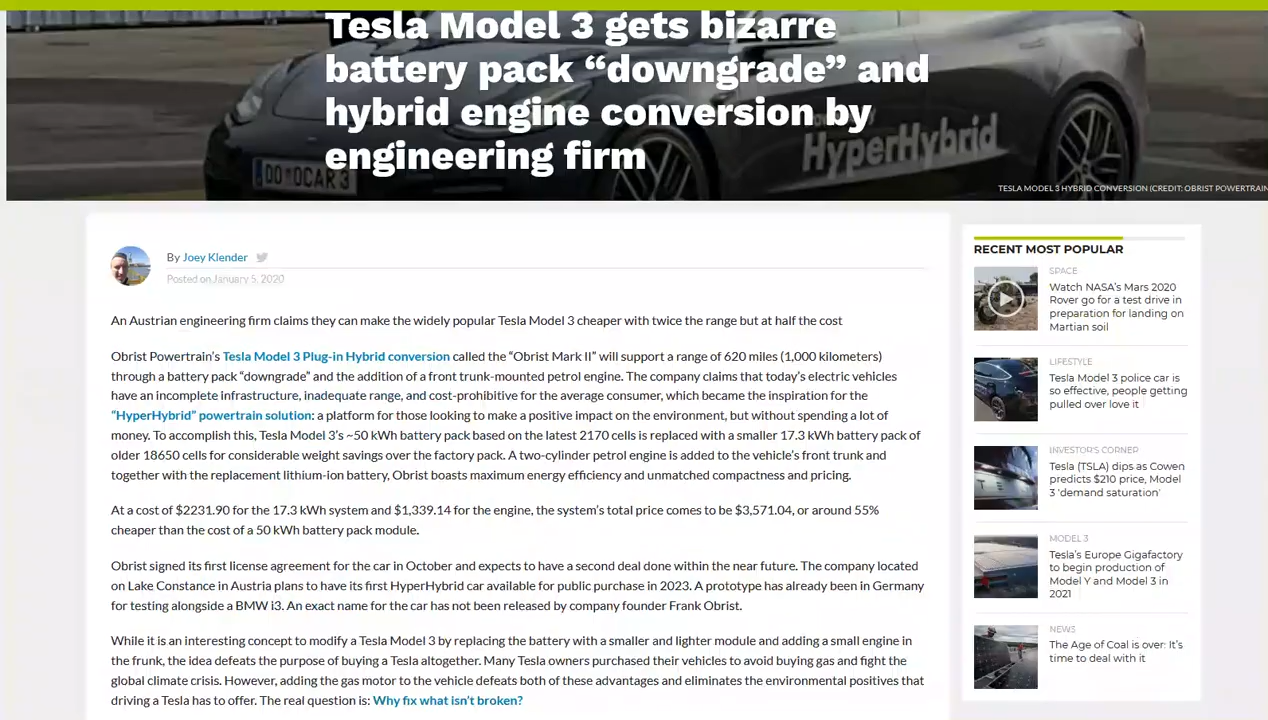 Tesla Model 3 gets bizarre
battery pack “downgrade” and
hybrid engine conversion by
engineering firm
HyperHybrid
DO OCAR 3
TESLA MODEL 3 HYBRID CONVERSION (CREDIT: OBRIST POWERTRAIN
By Joey Klender
Posted on January 5, 2020
An Austrian engineering firm claims they can make the widely popular Tesla Model 3 cheaper with twice the range but at half the cost
Obrist Powertrain’s Tesla Model 3 Plug-in Hybrid conversion called the “Obrist Mark II” will support a range of 620 miles (1,000 kilometers)
through a battery pack “downgrade” and the addition of a front trunk-mounted petrol engine. The company claims that today’s electric vehicles
have an incomplete infrastructure, inadequate range, and cost-prohibitive for the average consumer, which became the inspiration for the
“HyperHybrid” powertrain solution: a platform for those looking to make a positive impact on the environment, but without spending a lot of
money. To accomplish this, Tesla Model 3’s ~50 kWh battery pack based on the latest 2170 cells is replaced with a smaller 17.3 kWh battery pack of
older 18650 cells for considerable weight savings over the factory pack. A two-cylinder petrol engine is added to the vehicle’s front trunk and
together with the replacement lithium-ion battery, Obrist boasts maximum energy efficiency and unmatched compactness and pricing.
At a cost of $2231.90 for the 17.3 kWh system and $1,339.14 for the engine, the system’s total price comes to be $3,571.04, or around 55%
cheaper than the cost of a 50 kWh battery pack module.
Obrist signed its first license agreement for the car in October and expects to have a second deal done within the near future. The company located
on Lake Constance in Austria plans to have its first HyperHybrid car available for public purchase in 2023. A prototype has already been in Germany
for testing alongside a BMW i3. An exact name for the car has not been released by company founder Frank Obrist.
While it is an interesting concept to modify a Tesla Model 3 by replacing the battery with a smaller and lighter module and adding a small engine in
the frunk, the idea defeats the purpose of buying a Tesla altogether. Many Tesla owners purchased their vehicles to avoid buying gas and fight the
global climate crisis. However, adding the gas motor to the vehicle defeats both of these advantages and eliminates the environmental positives that
driving a Tesla has to offer. The real question is: Why fix what isn’t broken?
RECENT MOST POPULAR
SPACE
Watch NASA’s Mars 2020
Rover go for a test drive in
preparation for landing on
Martian soil
LIFESTYLE
Tesla Model 3 police car is
so effective, people getting
pulled over love it
INVESTOR'S CORNER
Tesla (TSLA) dips as Cowen
predicts $210 price, Model
3 ‘demand saturation’
MODEL 3
Tesla’s Europe Gigafactory
to begin production of
Model Y and Model 3 in
2021
NEWS
The Age of Coal is over: It’s
time to deal with it